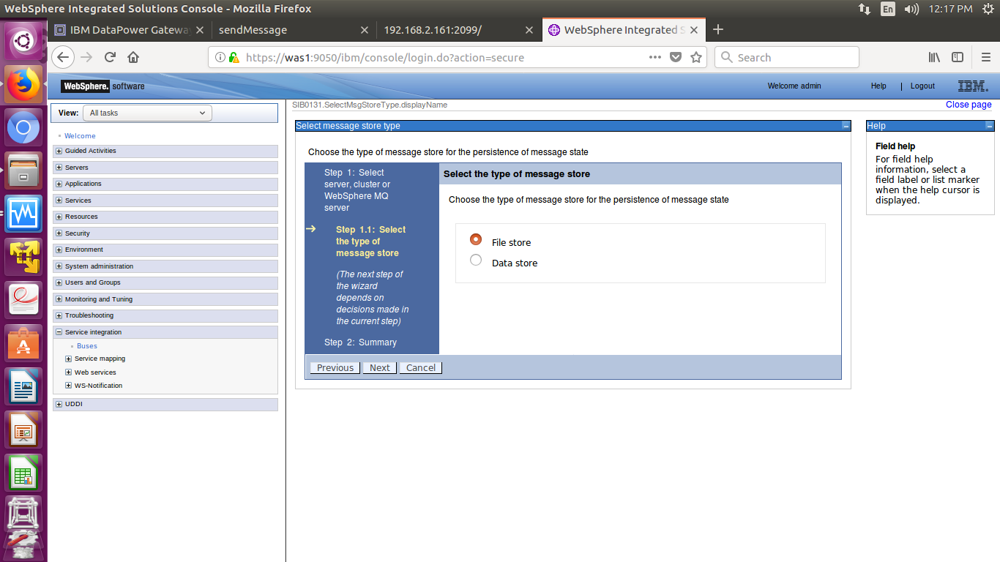 WebSphere Integrated Solutions Console - Mozilla Firefox
En
12:17 PM
IBM DataPower Gateway
sendMessage
192.168.2.161:2099/
WebSphere Integrated S
https://was1:9050/ibm/console/login.do?action=secure
Search
WebSphere. software
Welcome admin
Help
Logout
IBM.
View:
All tasks
Welcome
Guided Activities
Servers
Applications
Services
Resources
Security
Environment
System administration
Users and Groups
Monitoring and Tuning
Troubleshooting
Service integration
Buses
Service mapping
Web services
WS-Notification
UDDI
SIB0131.SelectMsgStoreType.displayName
Close page
Select message store type
Choose the type of message store for the persistence of message state
Step 1: Select
server, cluster or
WebSphere MQ
server
Step 1.1: Select
the type of
message store
(The next step of
the wizard
depends on
decisions made in
the current step)
Step 2: Summary
Select the type of message store
Choose the type of message store for the persistence of message state
File store
Data store
Previous
Next
Cancel
Help
Field help
For field help
information, select a
field label or list marker
when the help cursor is
displayed.